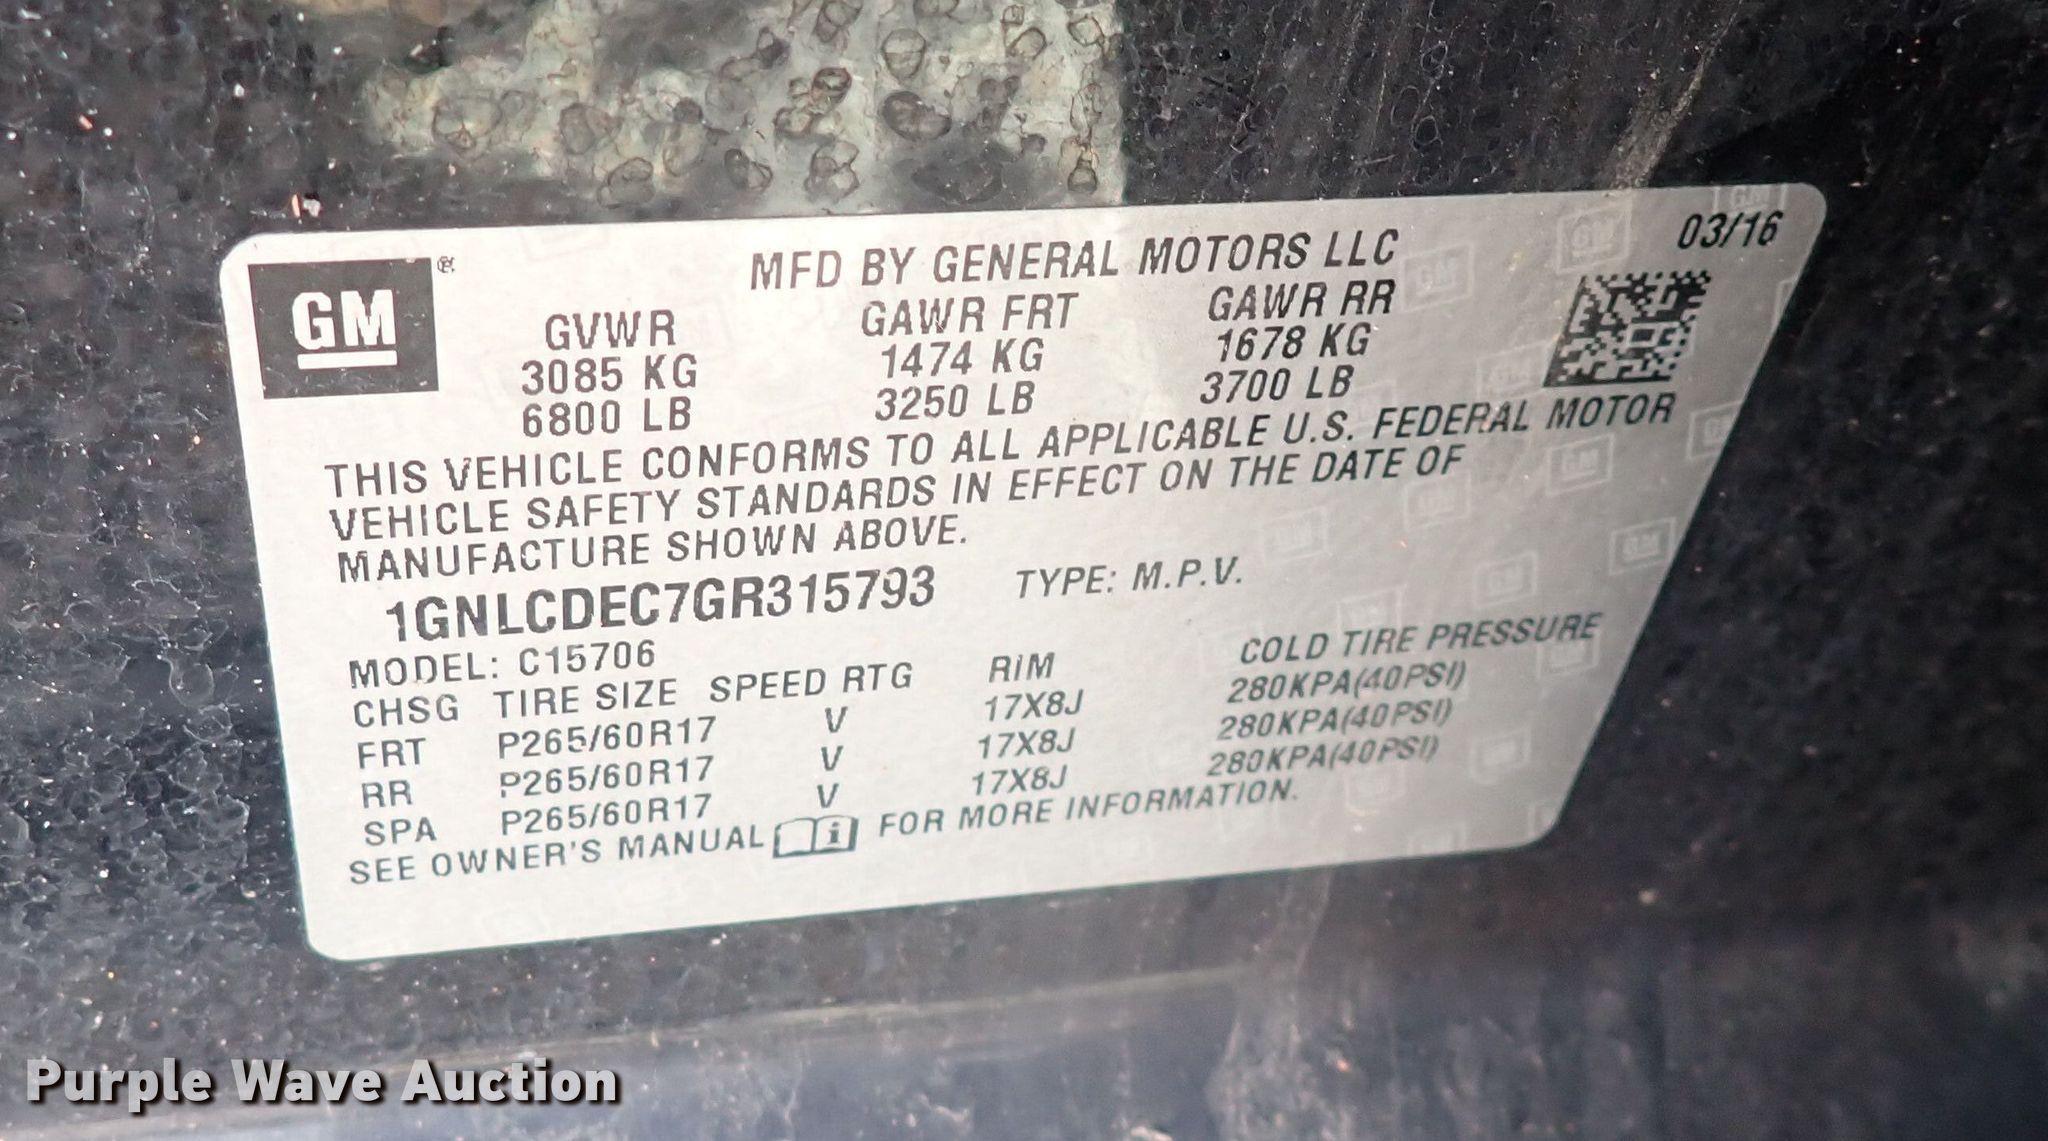 GM®
MFD BY GENERAL MOTORS LLC
03/16
GVWR GAWR FRT GAWR RR
3085 KG 1474 KG 1678 KG
6800 LB 3250 LB 3700 LB
THIS VEHICLE CONFORMS TO ALL APPLICABLE U.S. FEDERAL MOTOR
VEHICLE SAFETY STANDARDS IN EFFECT ON THE DATE OF
MANUFACTURE SHOWN ABOVE.
1GNLCDEC7GR315793 TYPE: M.P.V.
MODEL: C15706
CHSG TIRE SIZE SPEED RTG RIM COLD TIRE PRESSURE
FRT P265/60R17 V 17X8J 280KPA(40PSI)
RR P265/60R17 V 17X8J 280KPA(40PSI)
SPA P265/60R17 V 17X8J 280KPA(40PSI)
SEE OWNER'S MANUAL i FOR MORE INFORMATION.
Purple Wave Auction